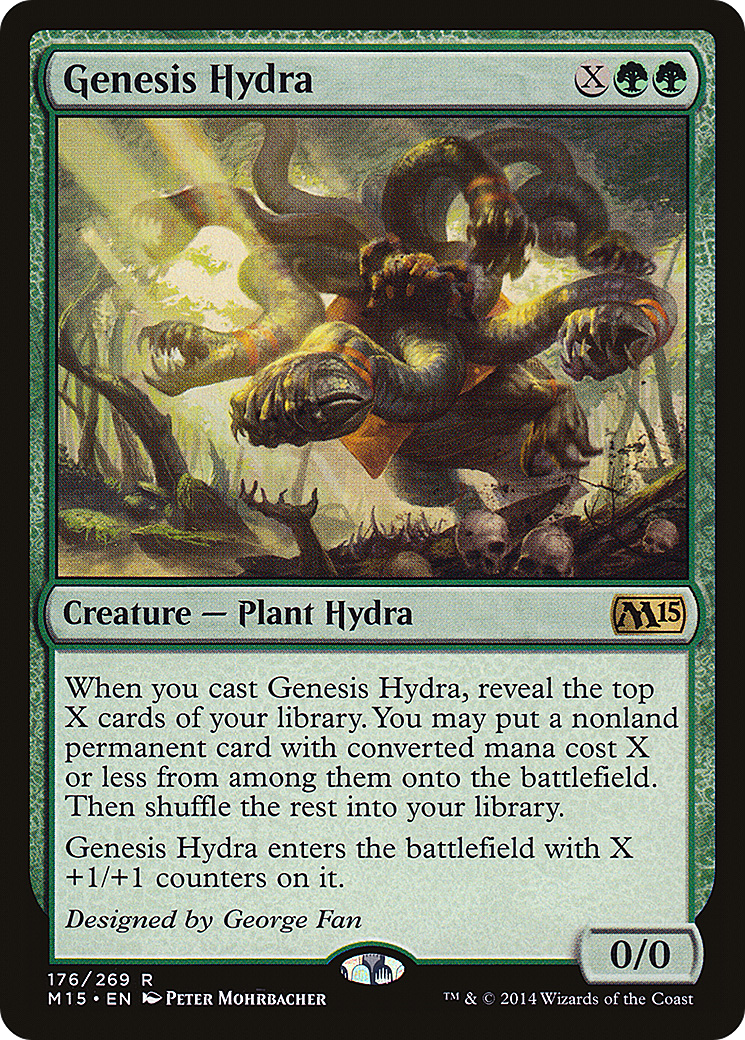 Genesis Hydra X
Creature — Plant Hydra M15
When you cast Genesis Hydra, reveal the top
X cards of your library. You may put a nonland
permanent card with converted mana cost X
or less from among them onto the battlefield.
Then shuffle the rest into your library.
Genesis Hydra enters the battlefield with X
+1/+1 counters on it.
Designed by George Fan
0/0
176/269 R
M15 • EN Peter Mohrbacher
™ & © 2014 Wizards of the Coast